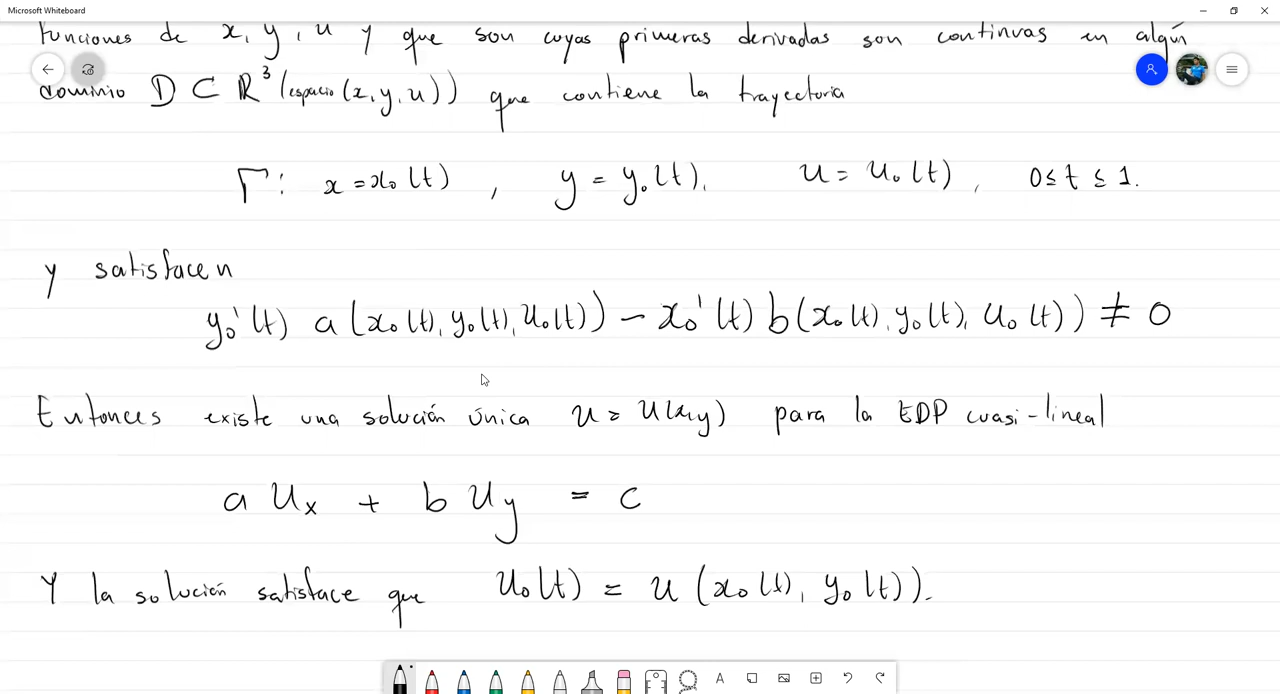 Microsoft Whiteboard
funciones de x, y, u y que son cuyas primeras derivadas son continuas en algún
dominio D ⊂ ℝ³ (espacio (x, y, u)) que contiene la trayectoria
Γ: x = x₀(t), y = y₀(t), u = u₀(t), 0 ≤ t ≤ 1.
y satisfacen
y₀'(t) a(x₀(t), y₀(t), u₀(t)) − x₀'(t) b(x₀(t), y₀(t), u₀(t)) ≠ 0
Entonces existe una solución única u = u(x,y) para la EDP cuasi-lineal
a uₓ + b u_y = c
Y la solución satisface que u₀(t) = u(x₀(t), y₀(t)).
A